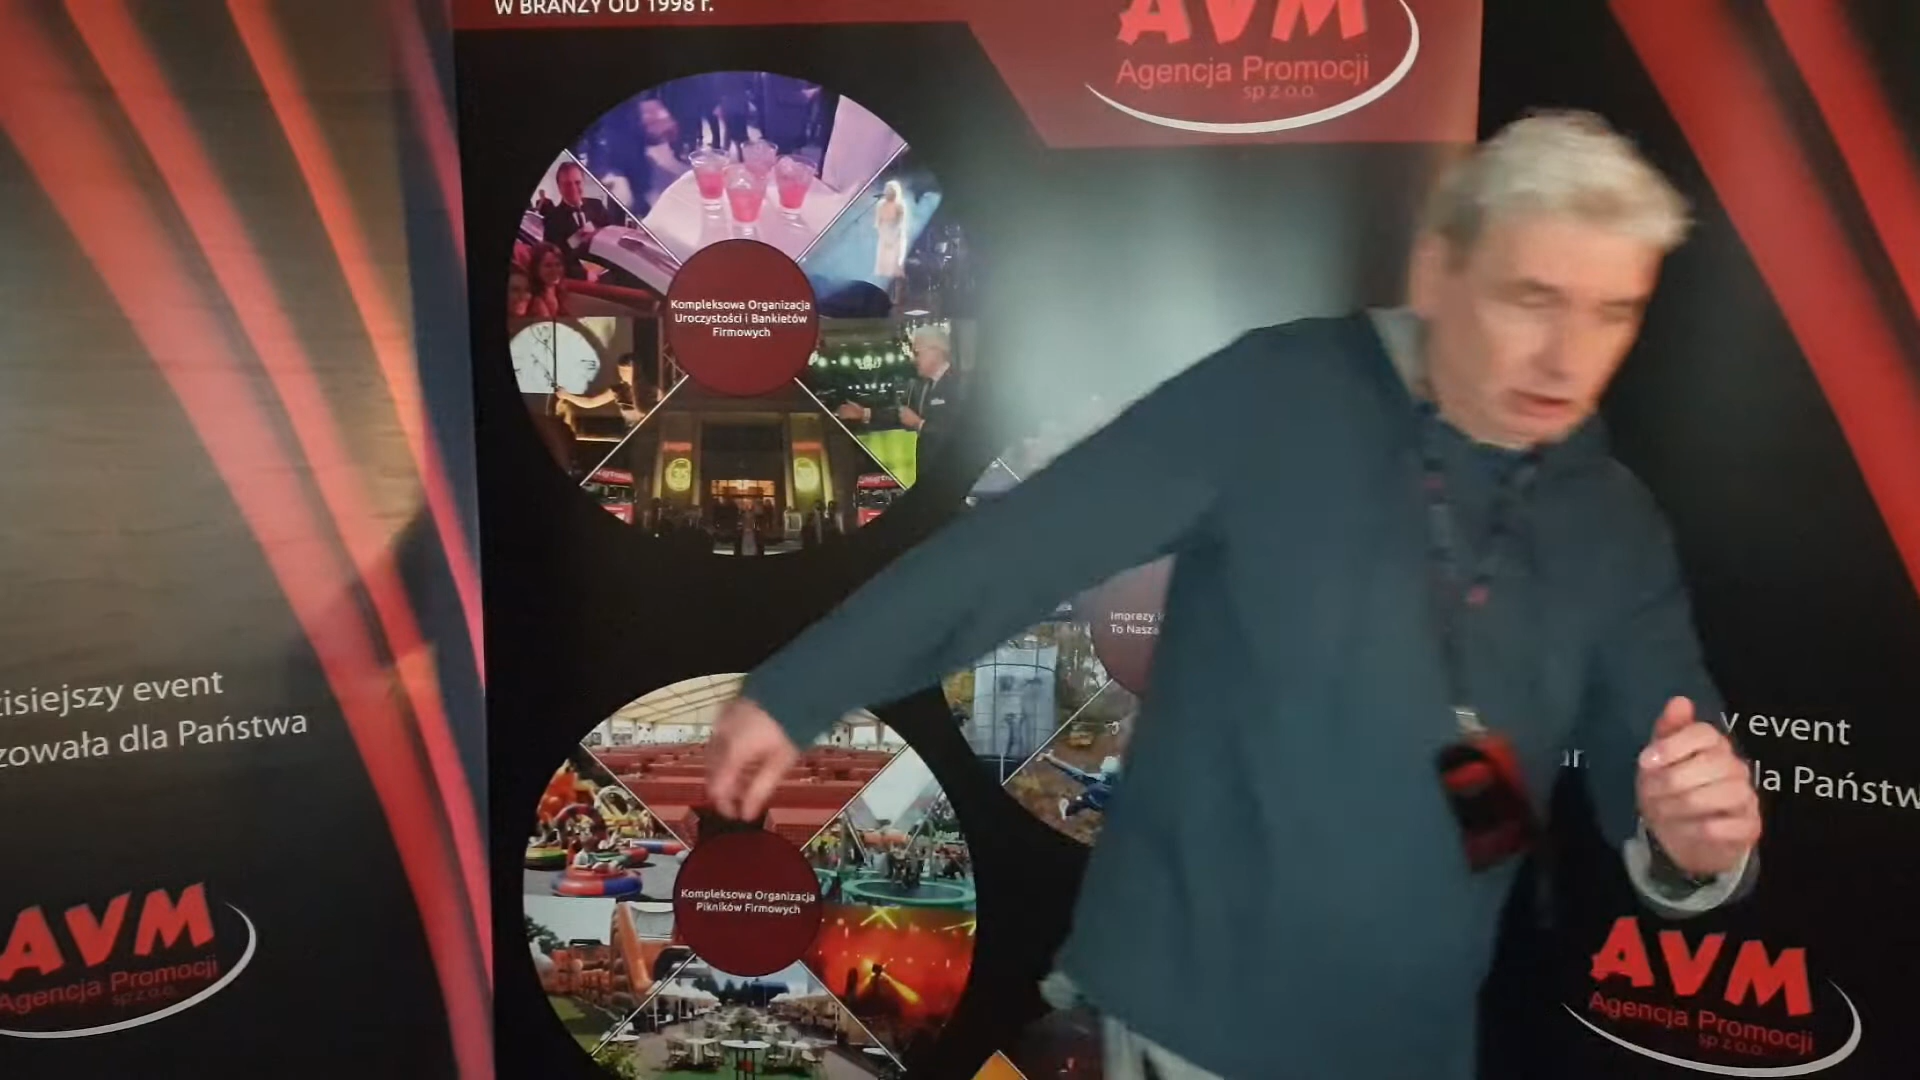 W BRANŻY OD 1998 r.
AVM
Agencja Promocji
sp z o.o.
Kompleksowa Organizacja
Uroczystości i Bankietów
Firmowych
Imprezy
To Nasza
zisiejszy event
zowała dla Państwa
AVM
Agencja Promocji
sp z o.o.
Kompleksowa Organizacja
Pikników Firmowych
y event
la Państw
AVM
Agencja Promocji
sp z o.o.